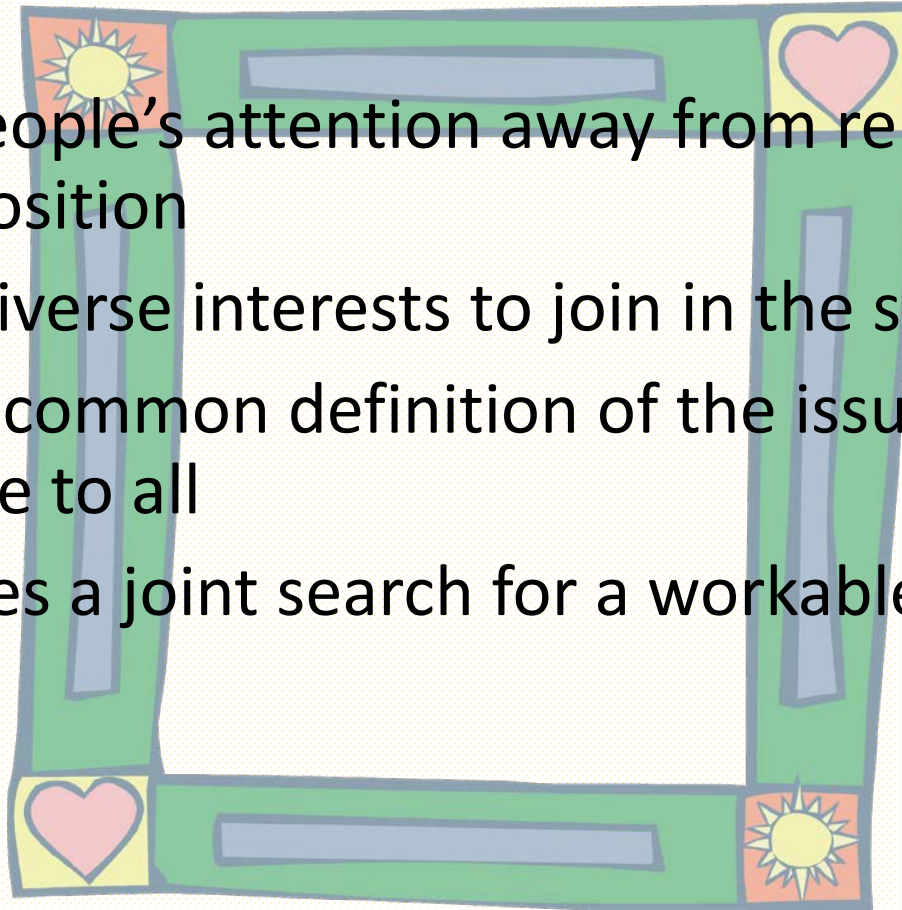 eople’s attention away from re
osition
iverse interests to join in the s
common definition of the issu
e to all
es a joint search for a workable